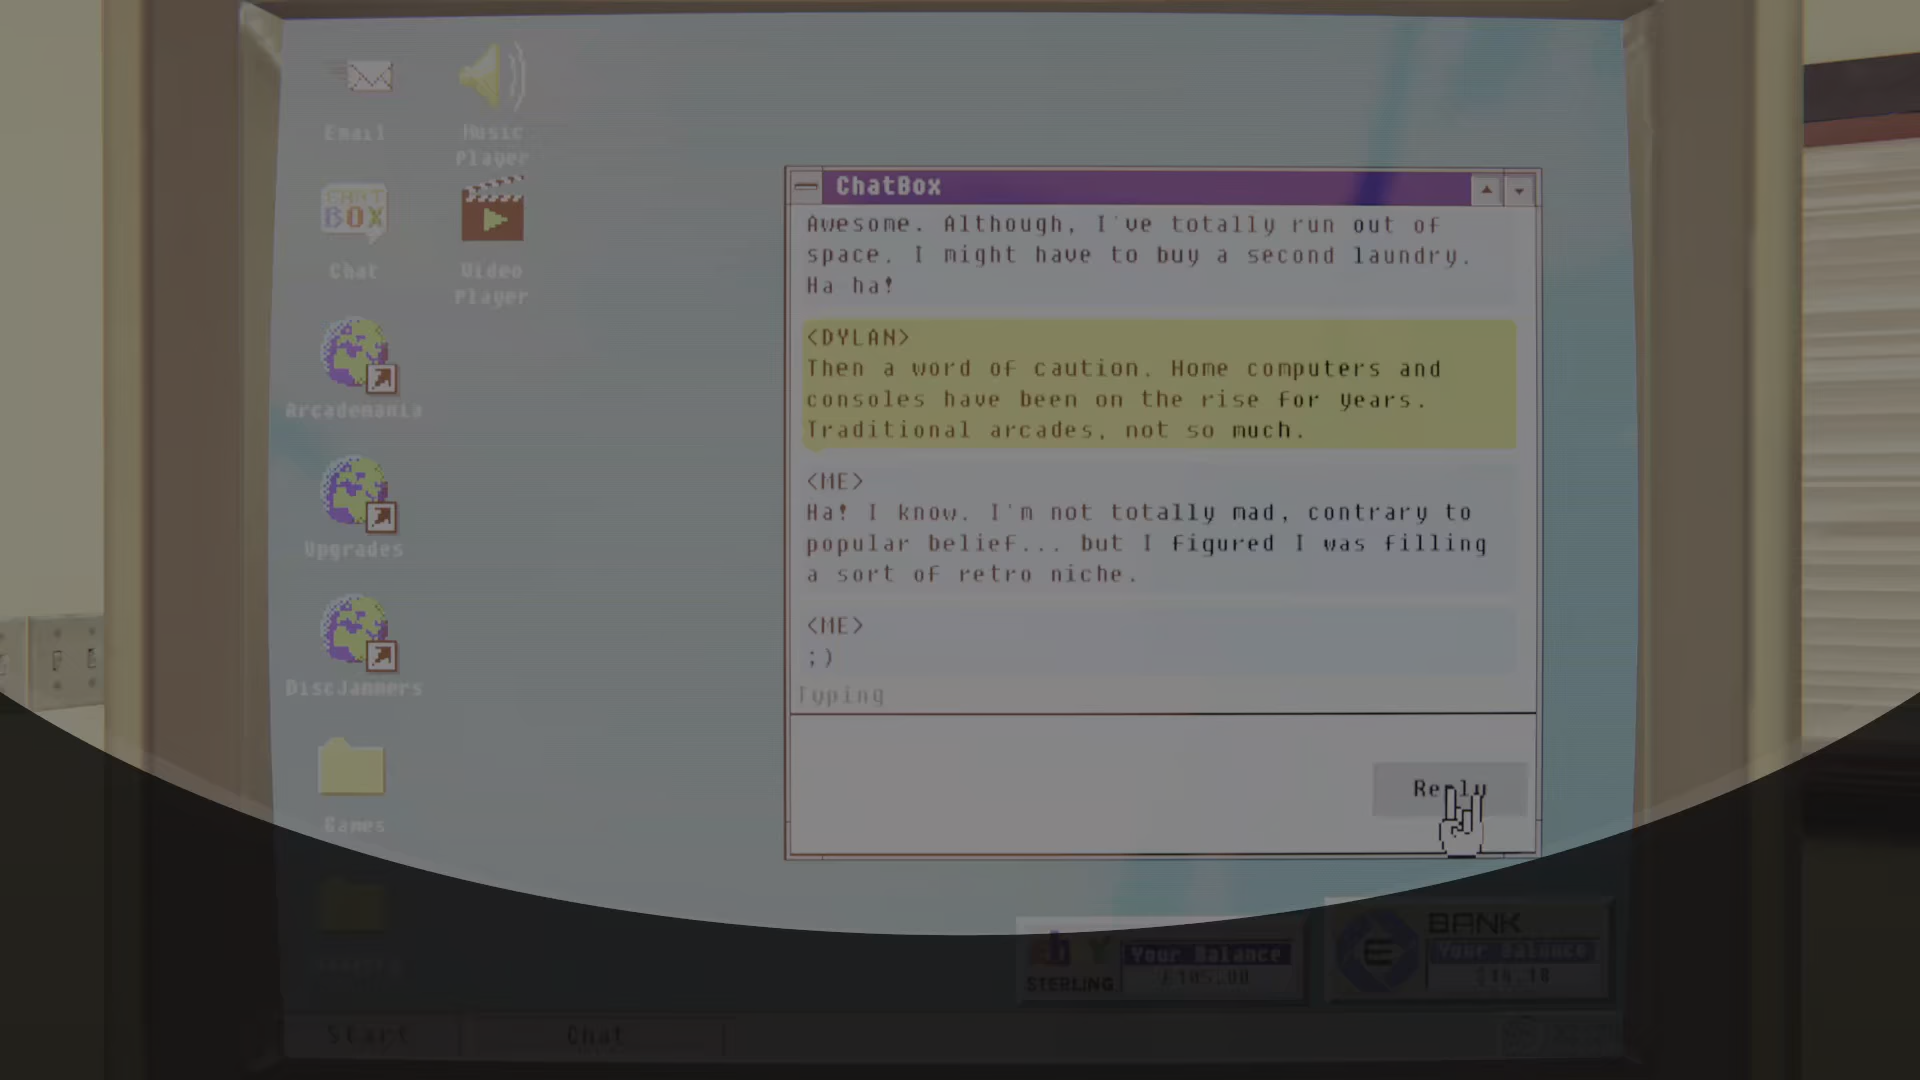 Email
Music
Player
BOX
Chat
Video
Player
Arcademania
Upgrades
DiscJammers
Games
ChatBox
Awesome. Although, I've totally run out of
space. I might have to buy a second laundry.
Ha ha!
<DYLAN>
Then a word of caution. Home computers and
consoles have been on the rise for years.
Traditional arcades, not so much.
<ME>
Ha! I know. I'm not totally mad, contrary to
popular belief... but I figured I was filling
a sort of retro niche.
<ME>
;)
Typing
Reply
STERLING
Your Balance
£105.00
BANK
Your Balance
Start
Chat